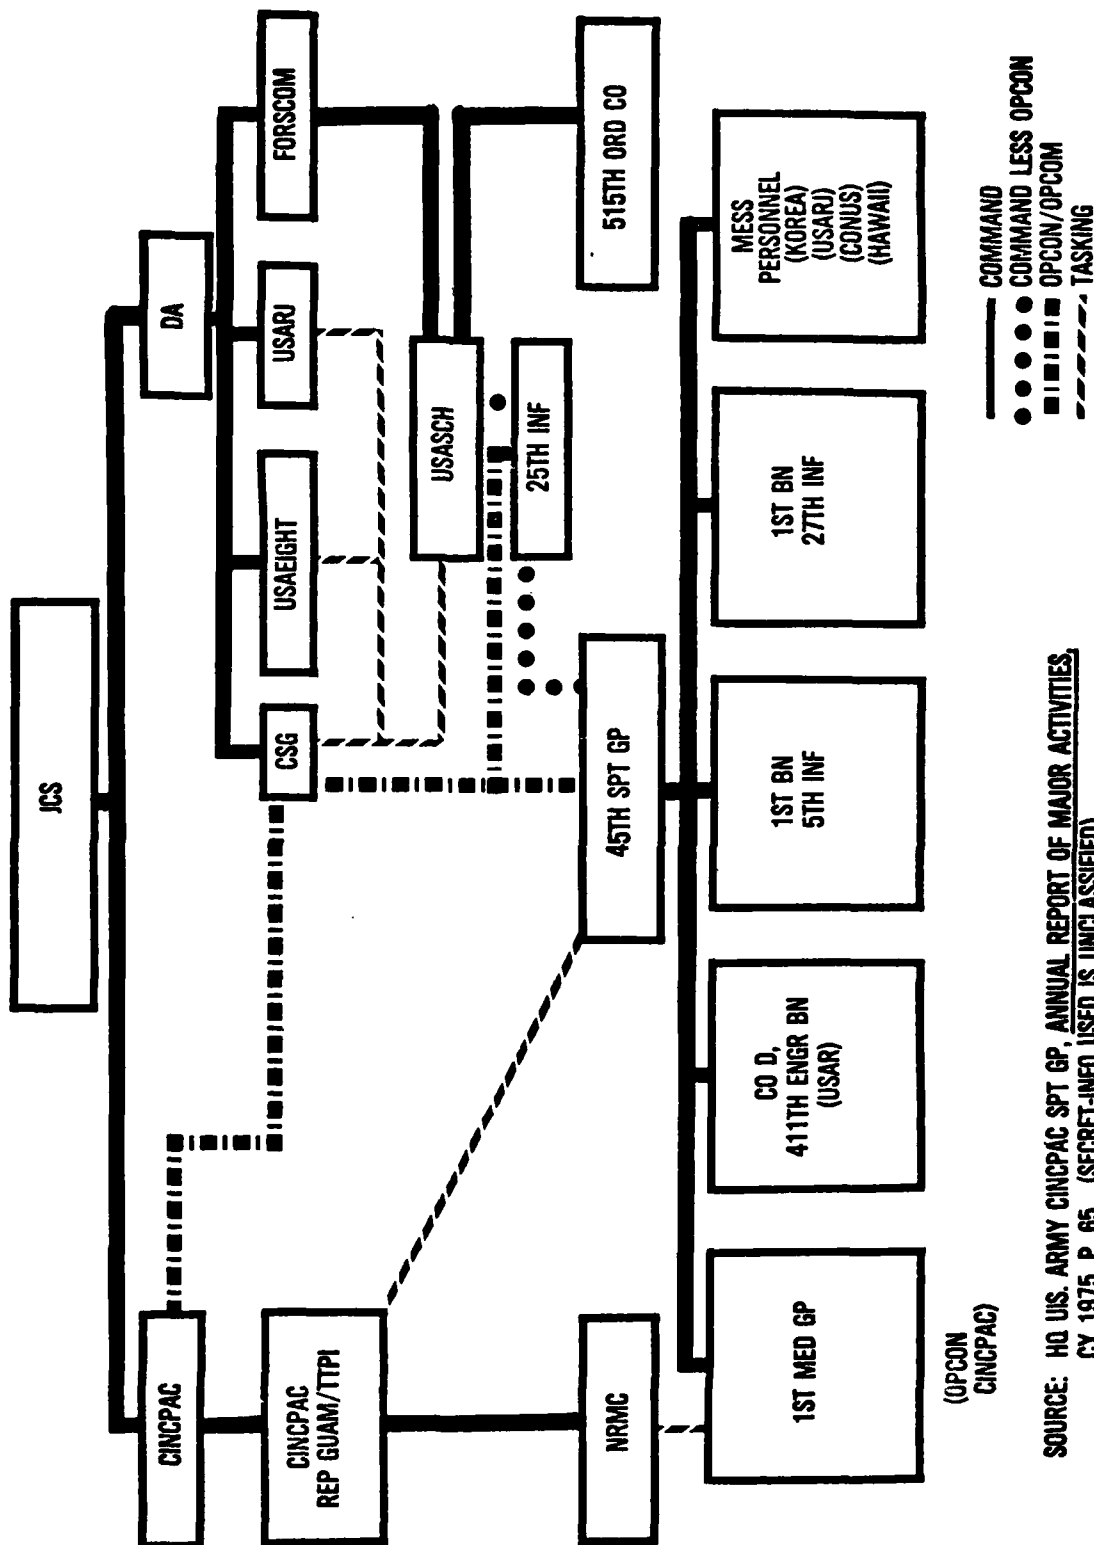 JCS
CINCPAC
DA
CINCPAC
REP GUAM/TTPI
CSG
USAEIGHT
USARJ
FORSCOM
USASCH
25TH INF
NRMC
45TH SPT GP
515TH ORD CO
1ST MED GP
CO D,
411TH ENGR BN
(USAR)
1ST BN
5TH INF
1ST BN
27TH INF
MESS
PERSONNEL
(KOREA)
(USARJ)
(CONUS)
(HAWAII)
(OPCON
CINCPAC)
COMMAND
COMMAND LESS OPCON
OPCON/OPCOM
TASKING
SOURCE: HQ UIS. ARMY CINCPAC SPT GP, ANNUAL REPORT OF MAJOR ACTIVITIES,
CY 1975, P. 65. (SECRET-INFO USED IS UNCLASSIFIED)